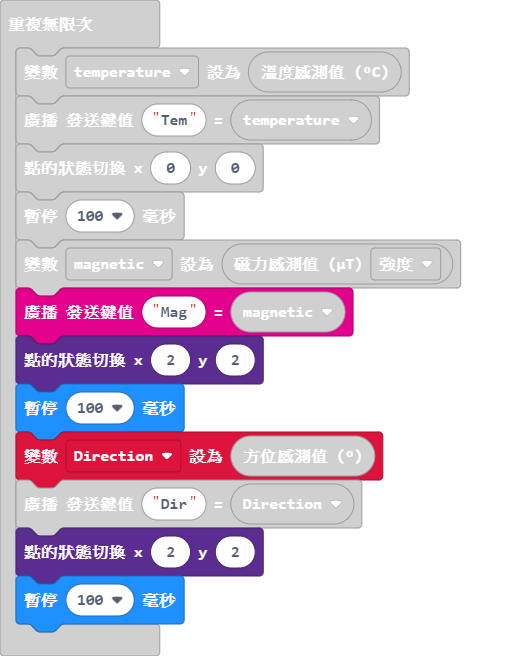 重複無限次
變數 temperature 設為 溫度感測值 (°C)
廣播 發送鍵值 "Tem" = temperature
點的狀態切換 x 0 y 0
暫停 100 毫秒
變數 magnetic 設為 磁力感測值 (µT) 強度
廣播 發送鍵值 "Mag" = magnetic
點的狀態切換 x 2 y 2
暫停 100 毫秒
變數 Direction 設為 方位感測值 (°)
廣播 發送鍵值 "Dir" = Direction
點的狀態切換 x 2 y 2
暫停 100 毫秒